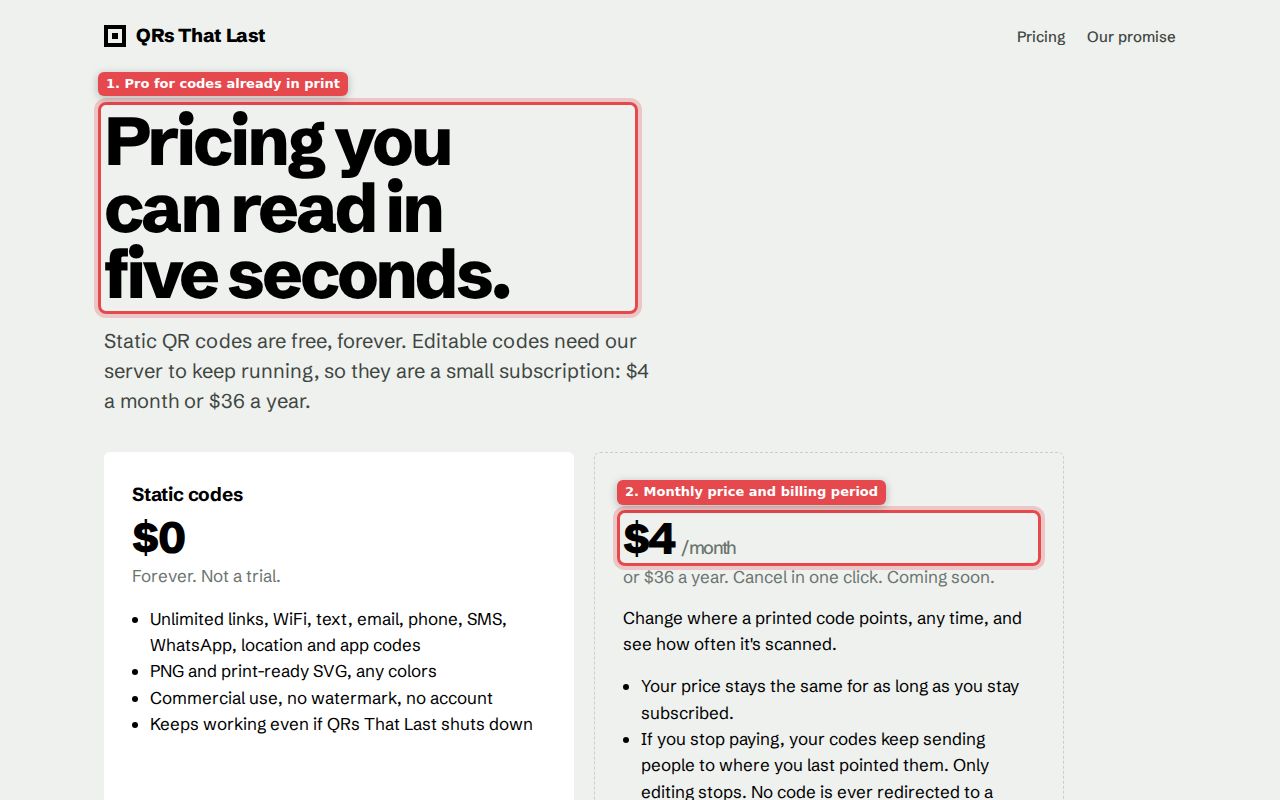 QRs That Last
Pricing
Our promise
1. Pro for codes already in print
Pricing you
can read in
five seconds.
Static QR codes are free, forever. Editable codes need our
server to keep running, so they are a small subscription: $4
a month or $36 a year.
Static codes
$0
Forever. Not a trial.
Unlimited links, WiFi, text, email, phone, SMS,
WhatsApp, location and app codes
PNG and print-ready SVG, any colors
Commercial use, no watermark, no account
Keeps working even if QRs That Last shuts down
2. Monthly price and billing period
$4 /month
or $36 a year. Cancel in one click. Coming soon.
Change where a printed code points, any time, and
see how often it's scanned.
Your price stays the same for as long as you stay
subscribed.
If you stop paying, your codes keep sending
people to where you last pointed them. Only
editing stops. No code is ever redirected to a